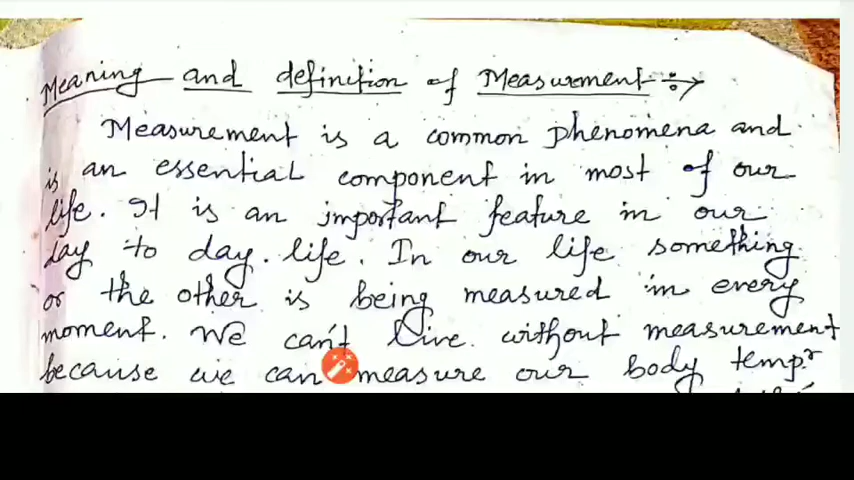 Meaning and definition of Measurement ÷>
Measurement is a common phenomena and
is an essential component in most of our
life. It is an important feature in our
day to day. life. In our life something
or the other is being measured in every
moment. We can't live without measurement
because we can measure our body tempr